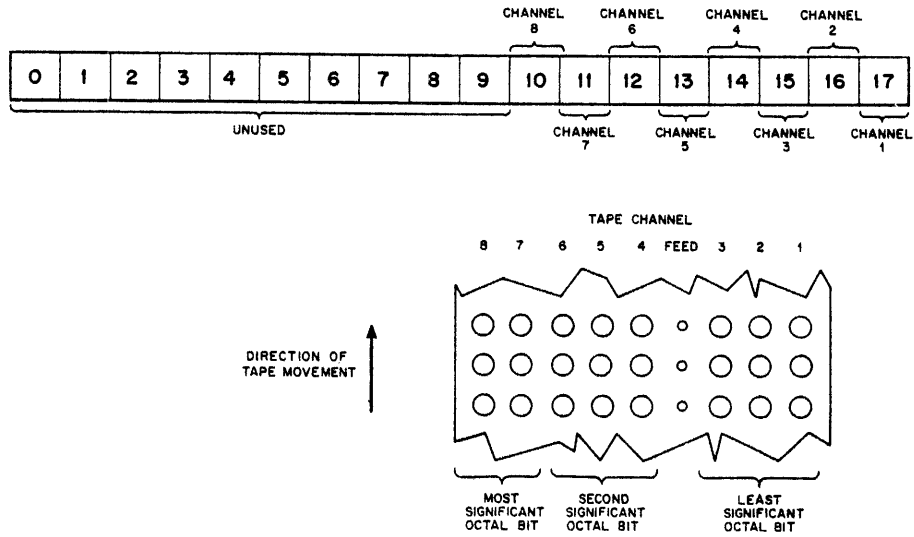 CHANNEL 8 CHANNEL 6 CHANNEL 4 CHANNEL 2
0 1 2 3 4 5 6 7 8 9 10 11 12 13 14 15 16 17
UNUSED
CHANNEL 7 CHANNEL 5 CHANNEL 3 CHANNEL 1
TAPE CHANNEL
8 7 6 5 4 FEED 3 2 1
DIRECTION OF
TAPE MOVEMENT
MOST
SIGNIFICANT
OCTAL BIT
SECOND
SIGNIFICANT
OCTAL BIT
LEAST
SIGNIFICANT
OCTAL BIT